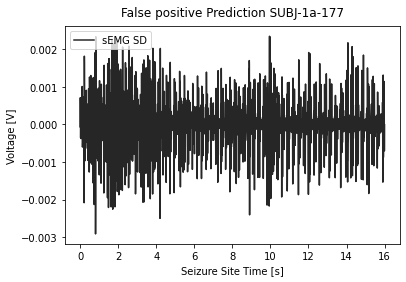 False positive Prediction SUBJ-1a-177
sEMG SD
Voltage [V]
0.002
0.001
0.000
-0.001
-0.002
-0.003
0 2 4 6 8 10 12 14 16
Seizure Site Time [s]